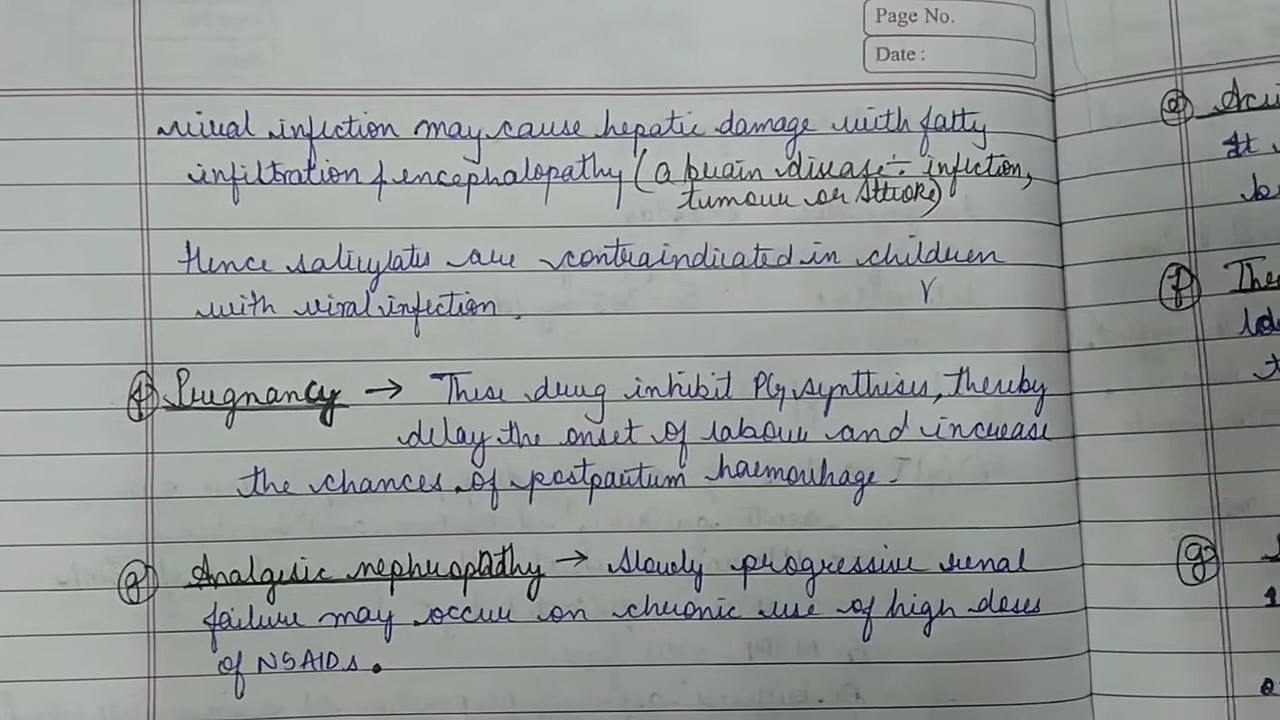 Page No.
Date :
viral infection may cause hepatic damage with fatty
infiltration & encephalopathy (a brain disease:- infection,
tumour or stroke)
Hence salicylates are contraindicated in children
with viral infection.
(f) Pregnancy → These drug inhibit PG synthesis, thereby
delay the onset of labour and increase
the chances of postpartum haemorrhage.
(g) Analgesic nephropathy → Slowly progressive renal
failure may occur on chronic use of high doses
of NSAIDs.
(e)
It
(f) The
(g)